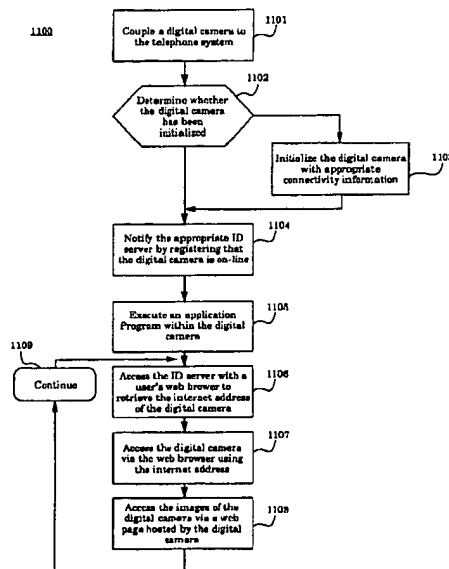 1100
Couple a digital camera to
the telephone system
1101
Determine whether
the digital camera
has been
initialized
1102
Initialize the digital camera
with appropriate
connectivity information
Notify the appropriate ID
server by registering that
the digital camera is on-line
1104
Execute an application
Program within the digital
camera
1105
1109
Continue
Access the ID server with a
user's web brower to
retrieve the internet address
of the digital camera
1106
Access the digital camera
via the web browser using
the internet address
1107
Access the images of the
digital camera via a web
page hosted by the digital
camera
1108